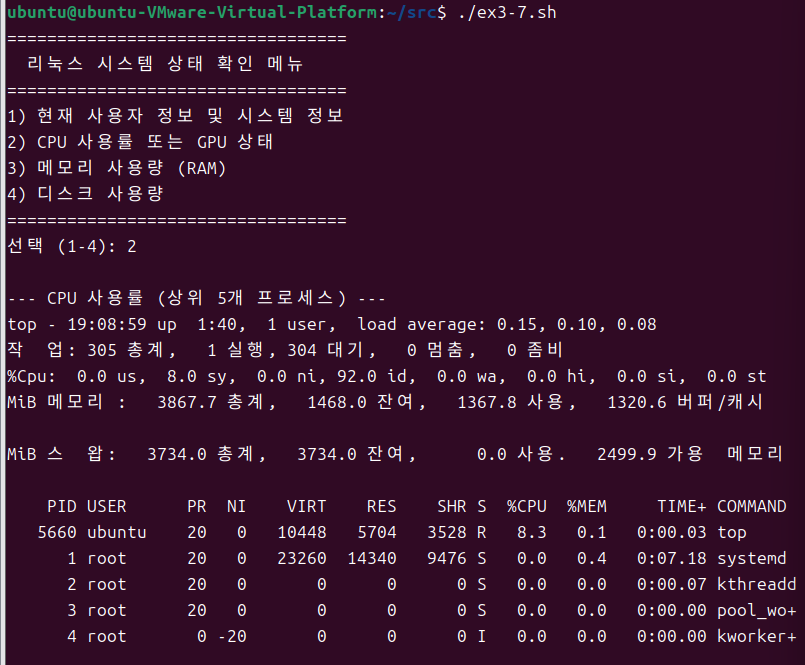 ubuntu@ubuntu-VMware-Virtual-Platform:~/src$ ./ex3-7.sh
==================================
  리눅스 시스템 상태 확인 메뉴
==================================
1) 현재 사용자 정보 및 시스템 정보
2) CPU 사용률 또는 GPU 상태
3) 메모리 사용량 (RAM)
4) 디스크 사용량
==================================
선택 (1-4): 2
--- CPU 사용률 (상위 5개 프로세스) ---
top - 19:08:59 up  1:40,  1 user,  load average: 0.15, 0.10, 0.08
작  업: 305 총계,   1 실행, 304 대기,   0 멈춤,   0 좀비
%Cpu:  0.0 us,  8.0 sy,  0.0 ni, 92.0 id,  0.0 wa,  0.0 hi,  0.0 si,  0.0 st
MiB 메모리 :   3867.7 총계,   1468.0 잔여,   1367.8 사용,   1320.6 버퍼/캐시
MiB 스  왑:   3734.0 총계,   3734.0 잔여,      0.0 사용.   2499.9 가용  메모리
    PID USER      PR  NI    VIRT    RES    SHR S  %CPU  %MEM     TIME+ COMMAND
   5660 ubuntu    20   0   10448   5704   3528 R   8.3   0.1   0:00.03 top
      1 root      20   0   23260  14340   9476 S   0.0   0.4   0:07.18 systemd
      2 root      20   0       0      0      0 S   0.0   0.0   0:00.07 kthreadd
      3 root      20   0       0      0      0 S   0.0   0.0   0:00.00 pool_wo+
      4 root       0 -20       0      0      0 I   0.0   0.0   0:00.00 kworker+